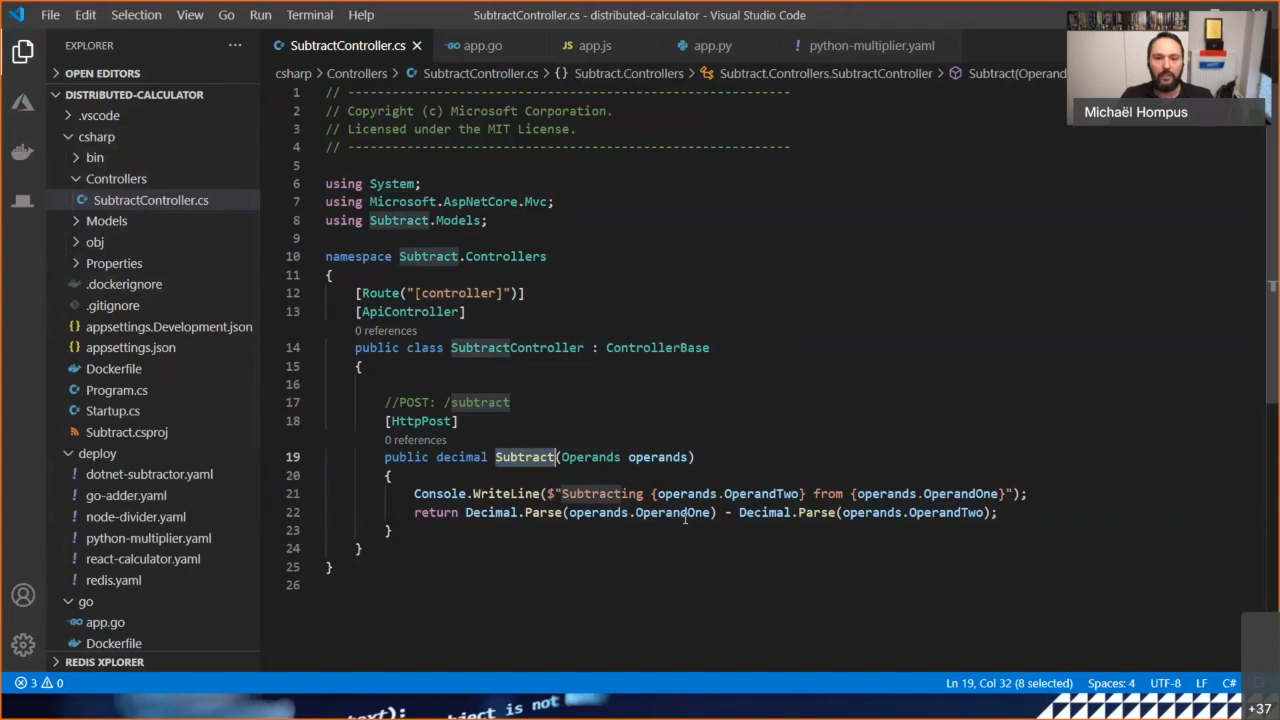 File Edit Selection View Go Run Terminal Help
SubtractController.cs - distributed-calculator - Visual Studio Code
EXPLORER
OPEN EDITORS
DISTRIBUTED-CALCULATOR
.vscode
csharp
bin
Controllers
SubtractController.cs
Models
obj
Properties
.dockerignore
.gitignore
appsettings.Development.json
appsettings.json
Dockerfile
Program.cs
Startup.cs
Subtract.csproj
deploy
dotnet-subtractor.yaml
go-adder.yaml
node-divider.yaml
python-multiplier.yaml
react-calculator.yaml
redis.yaml
go
app.go
Dockerfile
REDIS XPLORER
SubtractController.cs app.go JS app.js app.py python-multiplier.yaml
csharp > Controllers > SubtractController.cs > {} Subtract.Controllers > Subtract.Controllers.SubtractController > Subtract(Operand
1 // ----------------------------------------------------------
2 // Copyright (c) Microsoft Corporation.
3 // Licensed under the MIT License.
4 // ----------------------------------------------------------
5
6 using System;
7 using Microsoft.AspNetCore.Mvc;
8 using Subtract.Models;
9
10 namespace Subtract.Controllers
11 {
12 [Route("[controller]")]
13 [ApiController]
0 references
14 public class SubtractController : ControllerBase
15 {
16
17 //POST: /subtract
18 [HttpPost]
0 references
19 public decimal Subtract(Operands operands)
20 {
21 Console.WriteLine($"Subtracting {operands.OperandTwo} from {operands.OperandOne}");
22 return Decimal.Parse(operands.OperandOne) - Decimal.Parse(operands.OperandTwo);
23 }
24 }
25 }
26
Michaël Hompus
3 0
Ln 19, Col 32 (8 selected) Spaces: 4 UTF-8 LF C#
text):
bject is not
+37